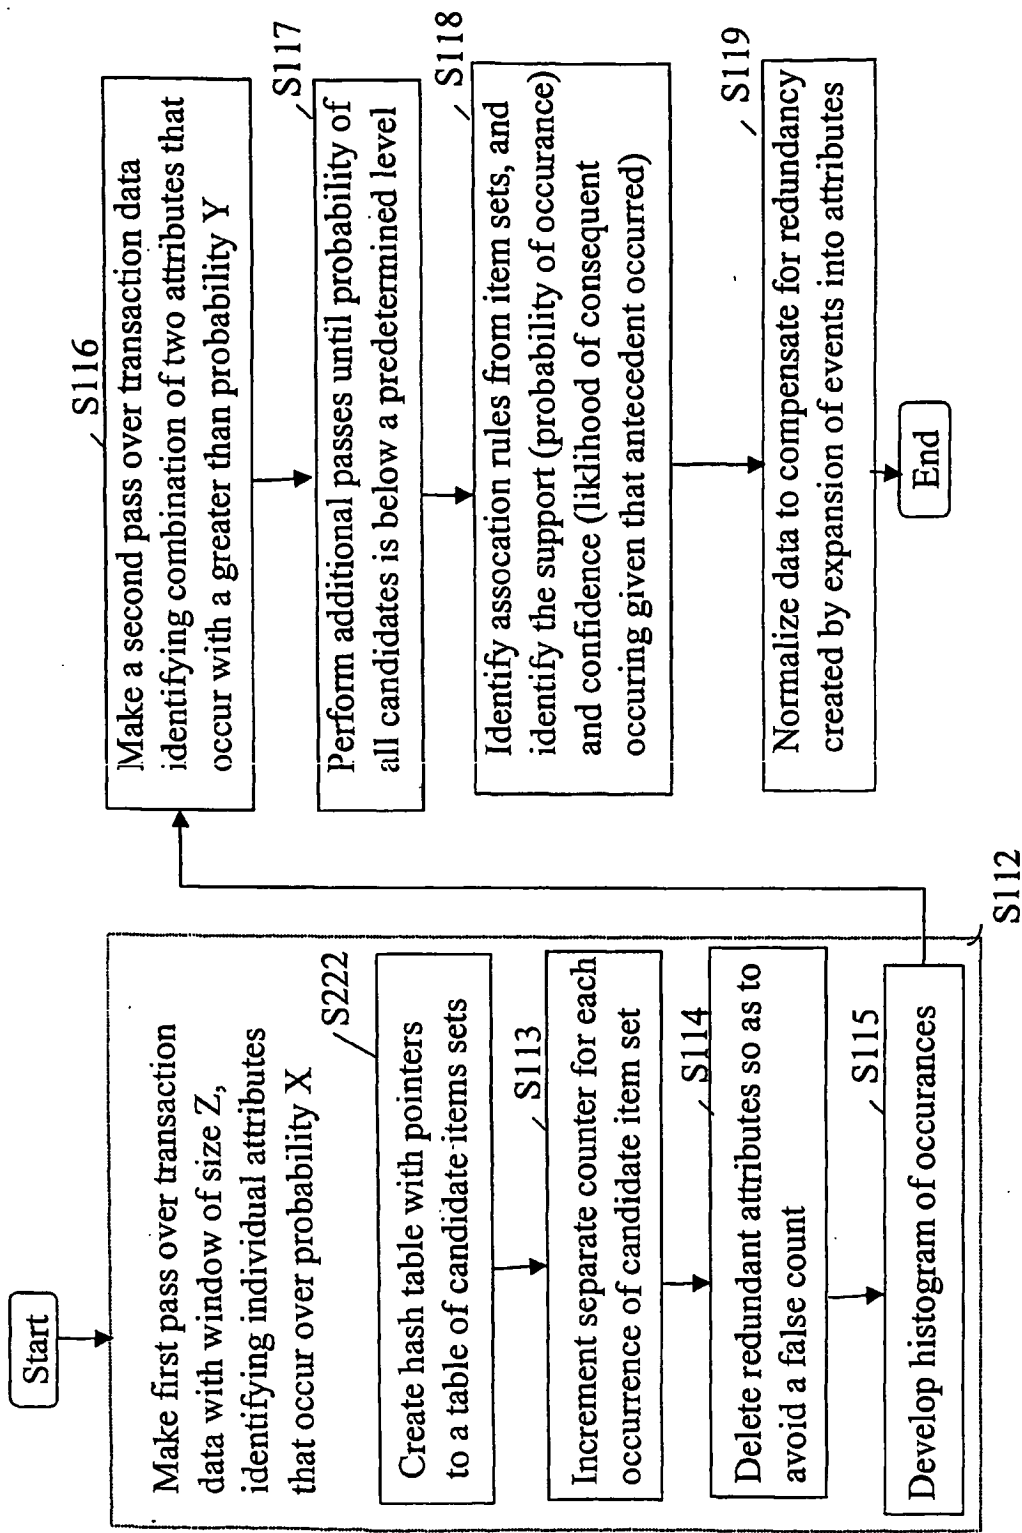 Start
Make first pass over transaction
data with window of size Z,
identifying individual attributes
that occur over probability X
S222
Create hash table with pointers
to a table of candidate items sets
S113
Increment separate counter for each
occurrence of candidate item set
S114
Delete redundant attributes so as to
avoid a false count
S115
Develop histogram of occurances
S112
S116
Make a second pass over transaction data
identifying combination of two attributes that
occur with a greater than probability Y
S117
Perform additional passes until probability of
all candidates is below a predetermined level
S118
Identify assocation rules from item sets, and
identify the support (probability of occurance)
and confidence (liklihood of consequent
occuring given that antecedent occurred)
S119
Normalize data to compensate for redundancy
created by expansion of events into attributes
End